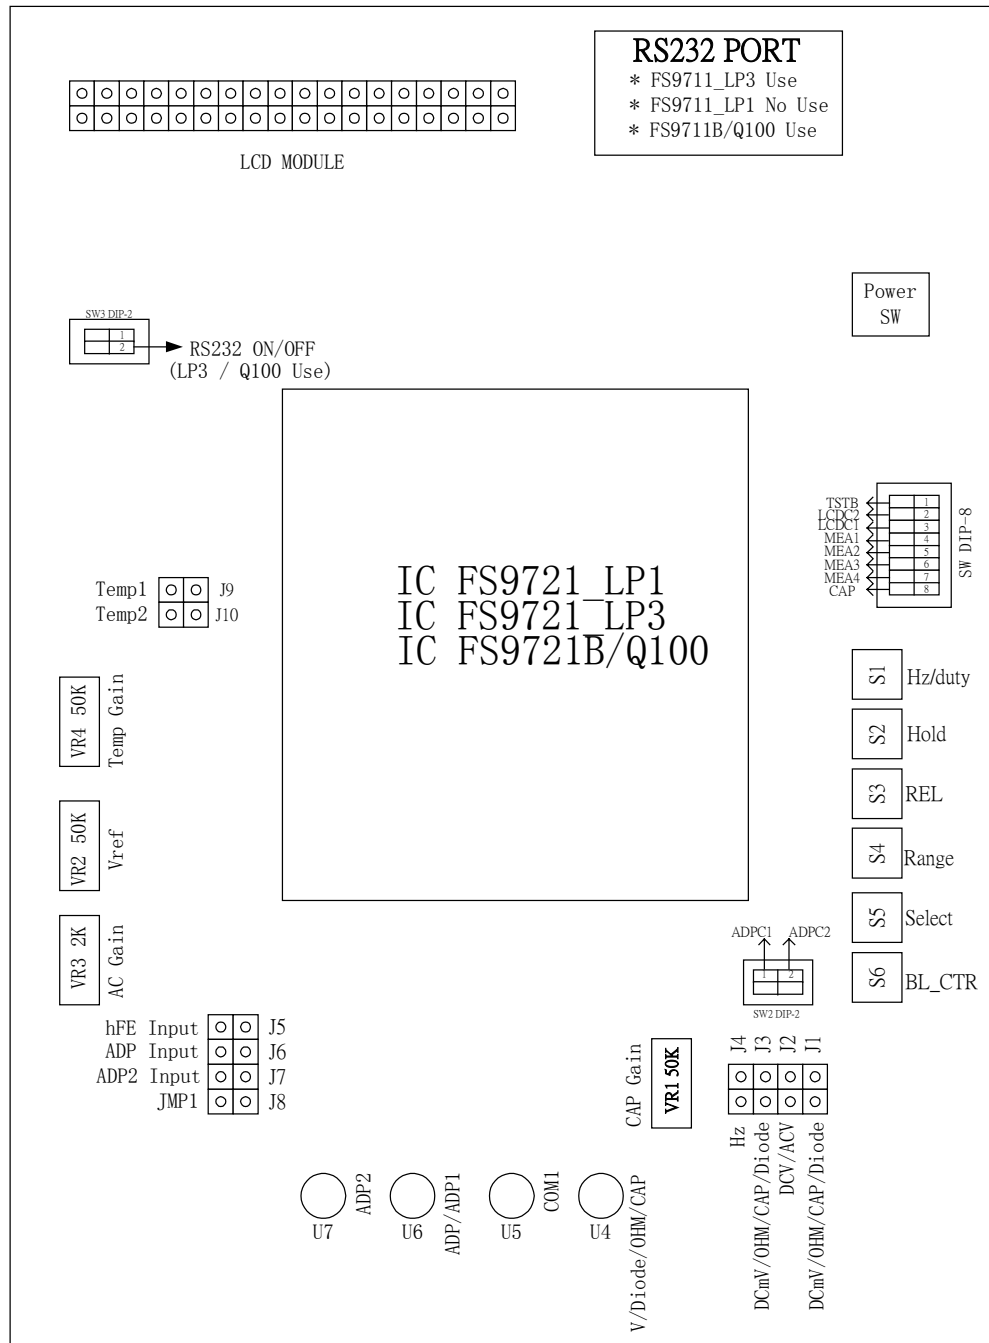 RS232 PORT
* FS9711_LP3 Use
* FS9711_LP1 No Use
* FS9711B/Q100 Use
LCD MODULE
Power
SW
SW3 DIP-2
1
2
RS232 ON/OFF
(LP3 / Q100 Use)
IC FS9721_LP1
IC FS9721_LP3
IC FS9721B/Q100
TSTB 1
LCDC2 2
LCDC1 3
MEA1 4
MEA2 5
MEA3 6
MEA4 7
CAP 8
SW DIP-8
Temp1 J9
Temp2 J10
VR4 50K
Temp Gain
VR2 50K
Vref
VR3 2K
AC Gain
S1 Hz/duty
S2 Hold
S3 REL
S4 Range
S5 Select
S6 BL_CTR
ADPC1 ADPC2
1 2
SW2 DIP-2
hFE Input J5
ADP Input J6
ADP2 Input J7
JMP1 J8
CAP Gain
VR1 50K
J4
J3
J2
J1
Hz
DCmV/OHM/CAP/Diode
DCV/ACV
DCmV/OHM/CAP/Diode
U7
ADP2
U6
ADP/ADP1
U5
COM1
U4
V/Diode/OHM/CAP